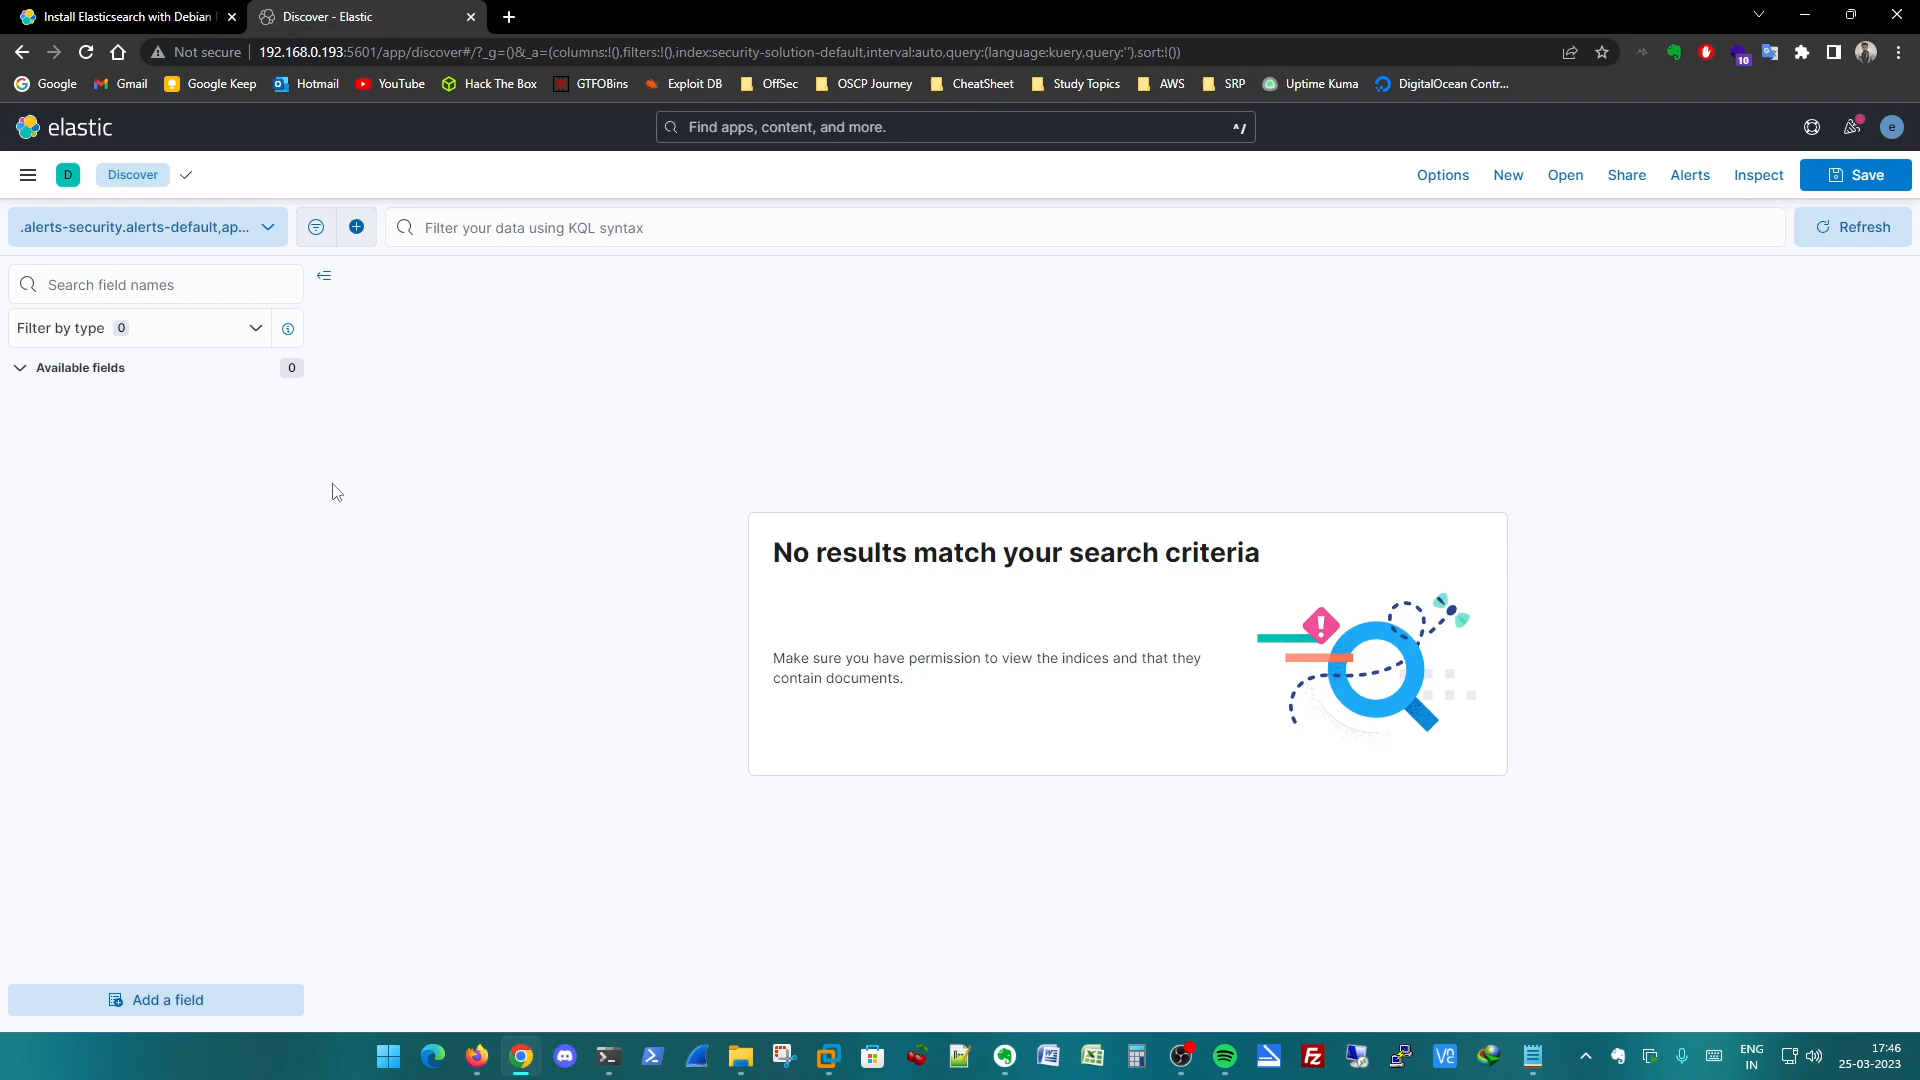 Install Elasticsearch with Debian
Discover - Elastic
Not secure
192.168.0.193:5601/app/discover#/?_g=()&_a=(columns:!(),filters:!(),index:security-solution-default,interval:auto,query:(language:kuery,query:''),sort:!())
10
Google
Gmail
Google Keep
Hotmail
YouTube
Hack The Box
GTFOBins
Exploit DB
OffSec
OSCP Journey
CheatSheet
Study Topics
AWS
SRP
Uptime Kuma
DigitalOcean Contr...
elastic
Find apps, content, and more.
^/
e
D
Discover
Options
New
Open
Share
Alerts
Inspect
Save
.alerts-security.alerts-default,ap...
Filter your data using KQL syntax
Refresh
Search field names
Filter by type 0
Available fields
0
No results match your search criteria
Make sure you have permission to view the indices and that they
contain documents.
Add a field
ENG
IN
17:46
25-03-2023